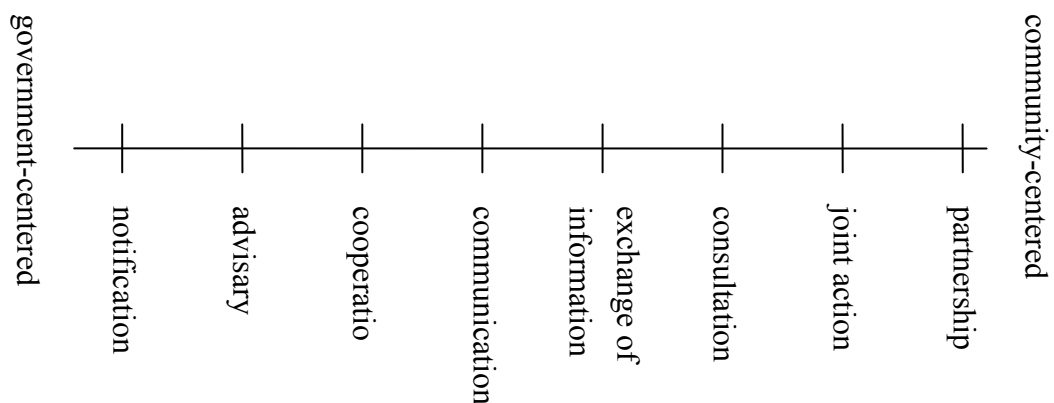 government-centered
notification
advisary
cooperatio
communication
exchange of
information
consultation
joint action
partnership
community-centered